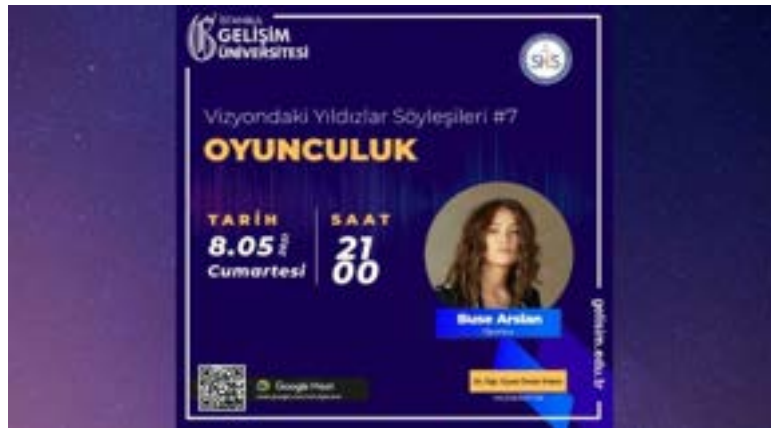 İSTANBUL
GELİŞİM
ÜNİVERSİTESİ
SHS
Vizyondaki Yıldızlar Söyleşileri #7
OYUNCULUK
TARİH
8.05
Cumartesi
SAAT
21
00
Buse Arslan
gelisim.edu.tr
Google Meet